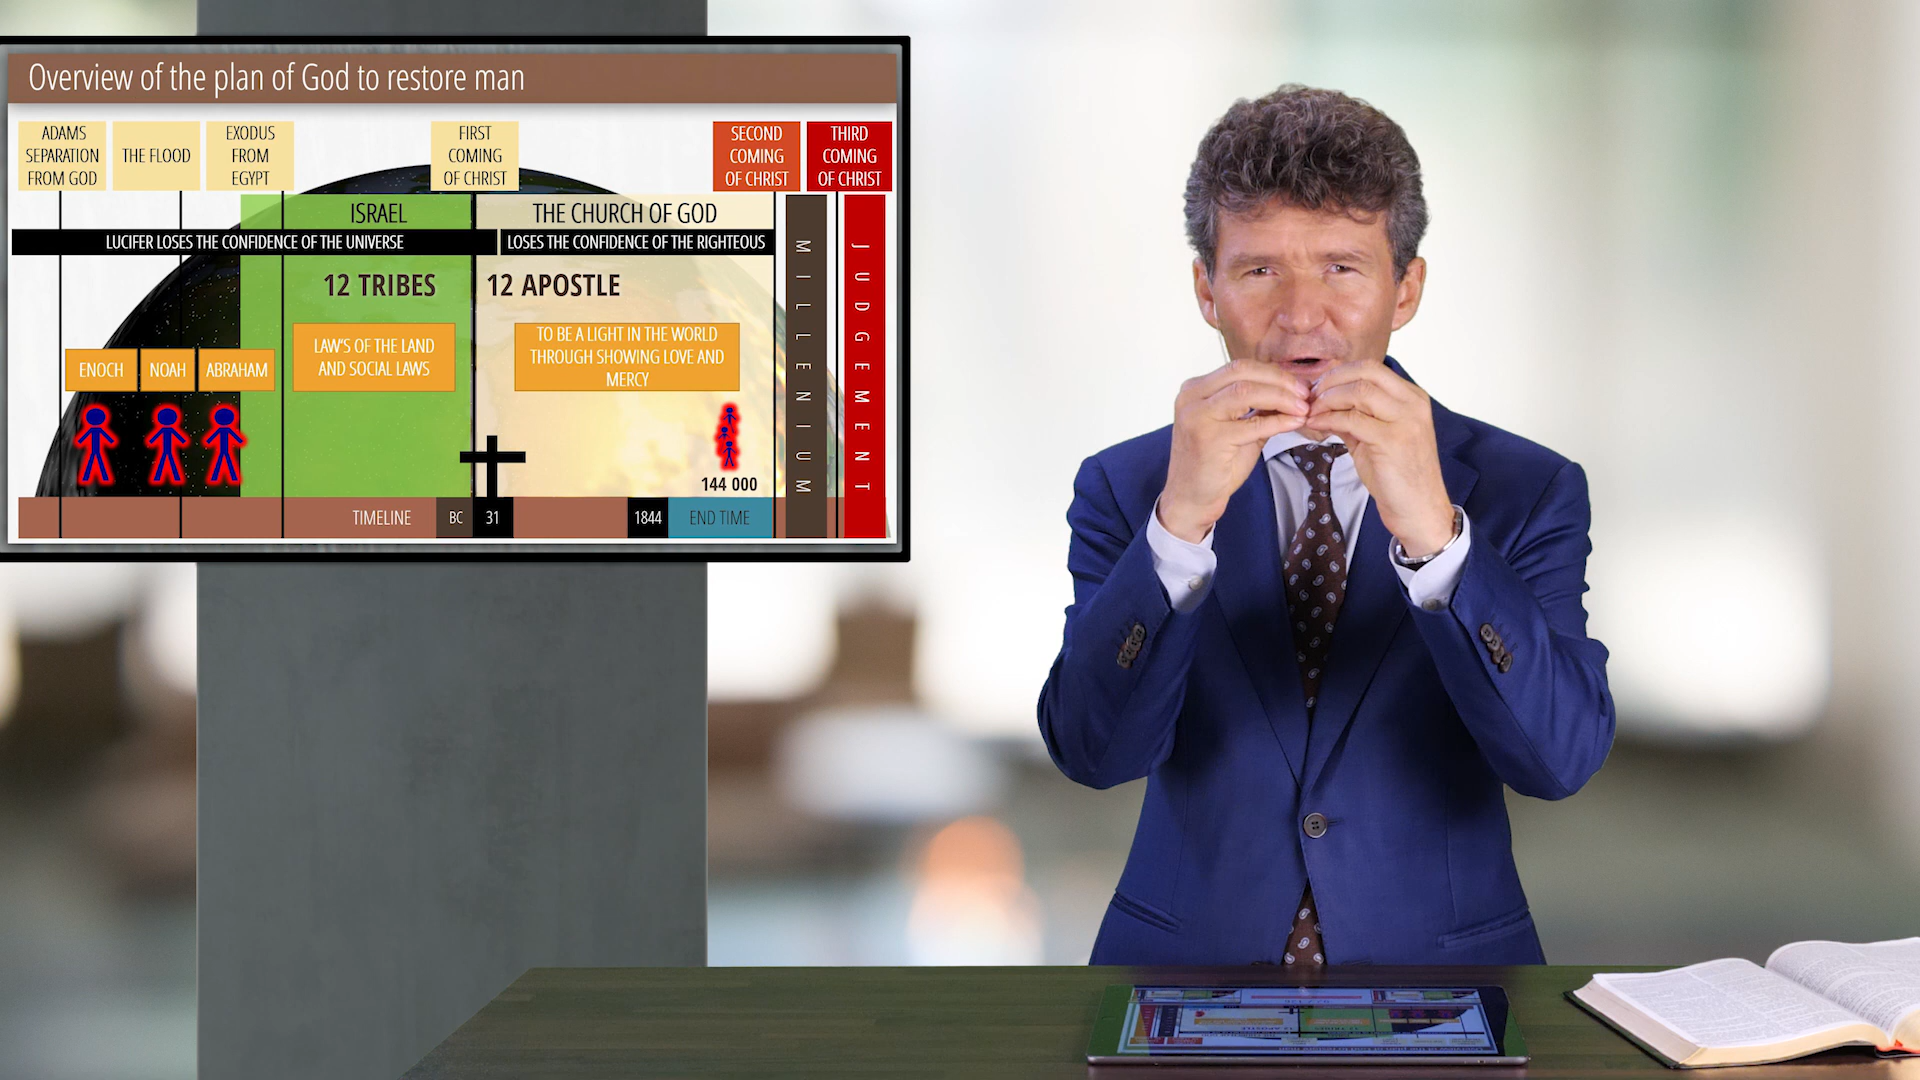 Overview of the plan of God to restore man
ADAMS
SEPARATION
FROM GOD
THE FLOOD
EXODUS
FROM
EGYPT
FIRST
COMING
OF CHRIST
SECOND
COMING
OF CHRIST
THIRD
COMING
OF CHRIST
ISRAEL
THE CHURCH OF GOD
LUCIFER LOSES THE CONFIDENCE OF THE UNIVERSE
LOSES THE CONFIDENCE OF THE RIGHTEOUS
12 TRIBES
12 APOSTLE
LAW'S OF THE LAND
AND SOCIAL LAWS
TO BE A LIGHT IN THE WORLD
THROUGH SHOWING LOVE AND
MERCY
ENOCH
NOAH
ABRAHAM
144 000
MILLENIUM
JUDGEMENT
TIMELINE
BC
31
1844
END TIME